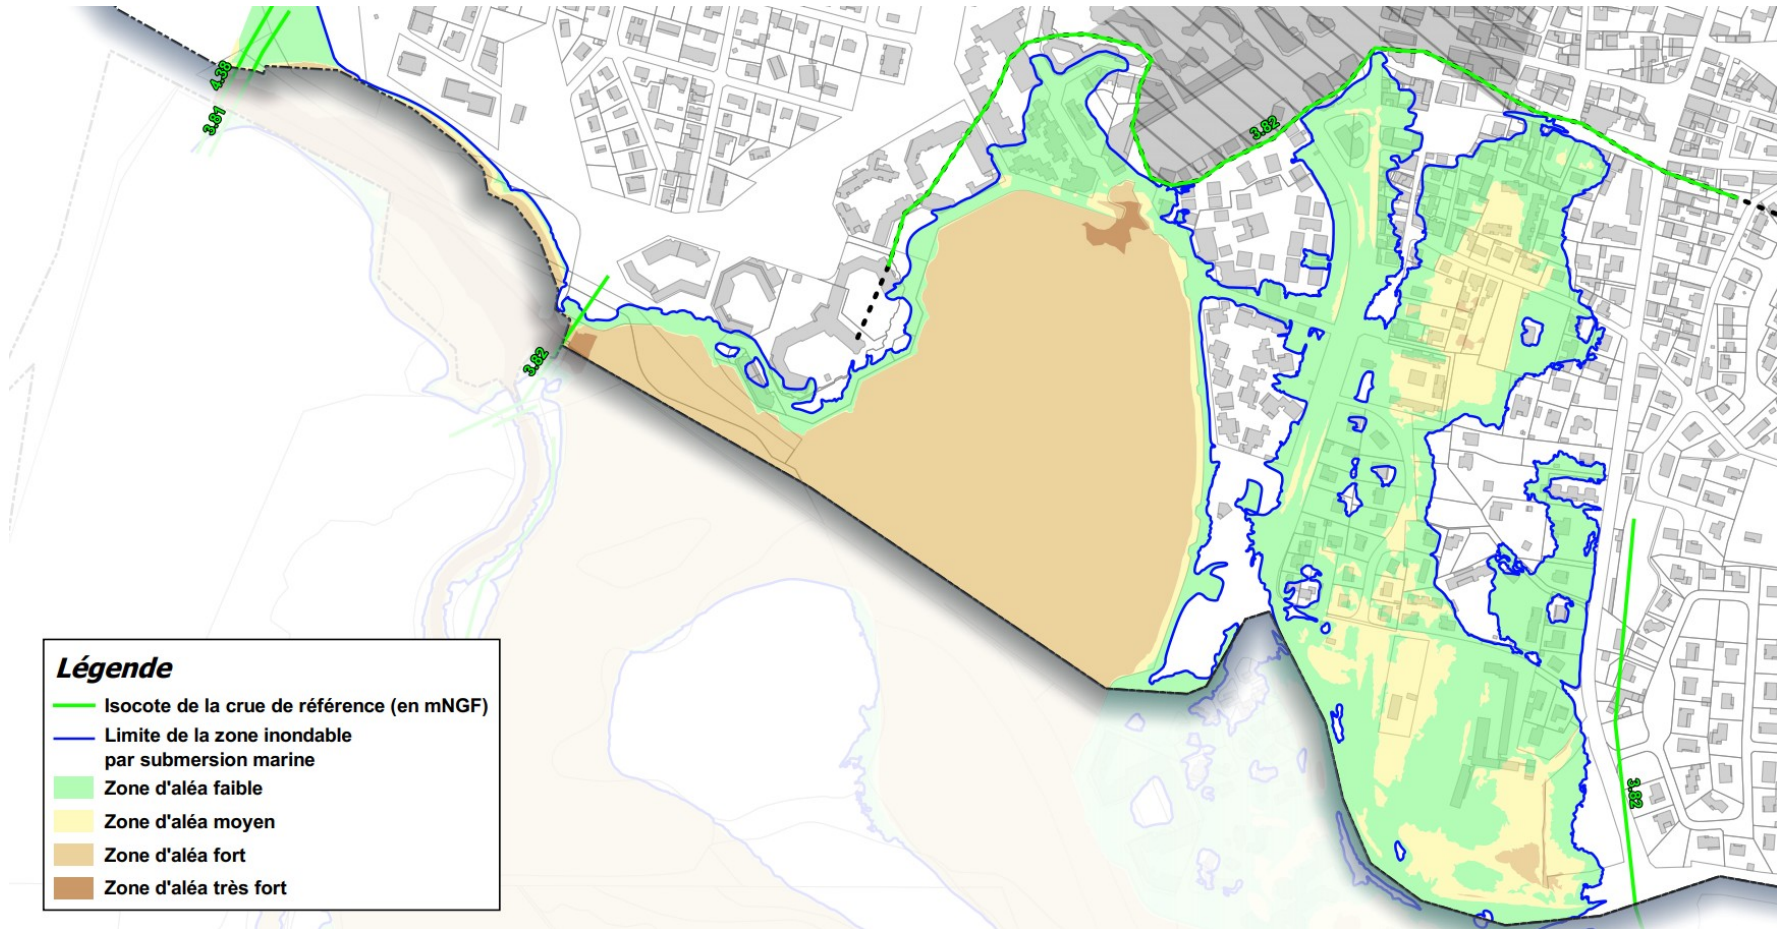 4.38
3.81
3.82
3.82
3.82
Légende
Isocote de la crue de référence (en mNGF)
Limite de la zone inondable
par submersion marine
Zone d'aléa faible
Zone d'aléa moyen
Zone d'aléa fort
Zone d'aléa très fort